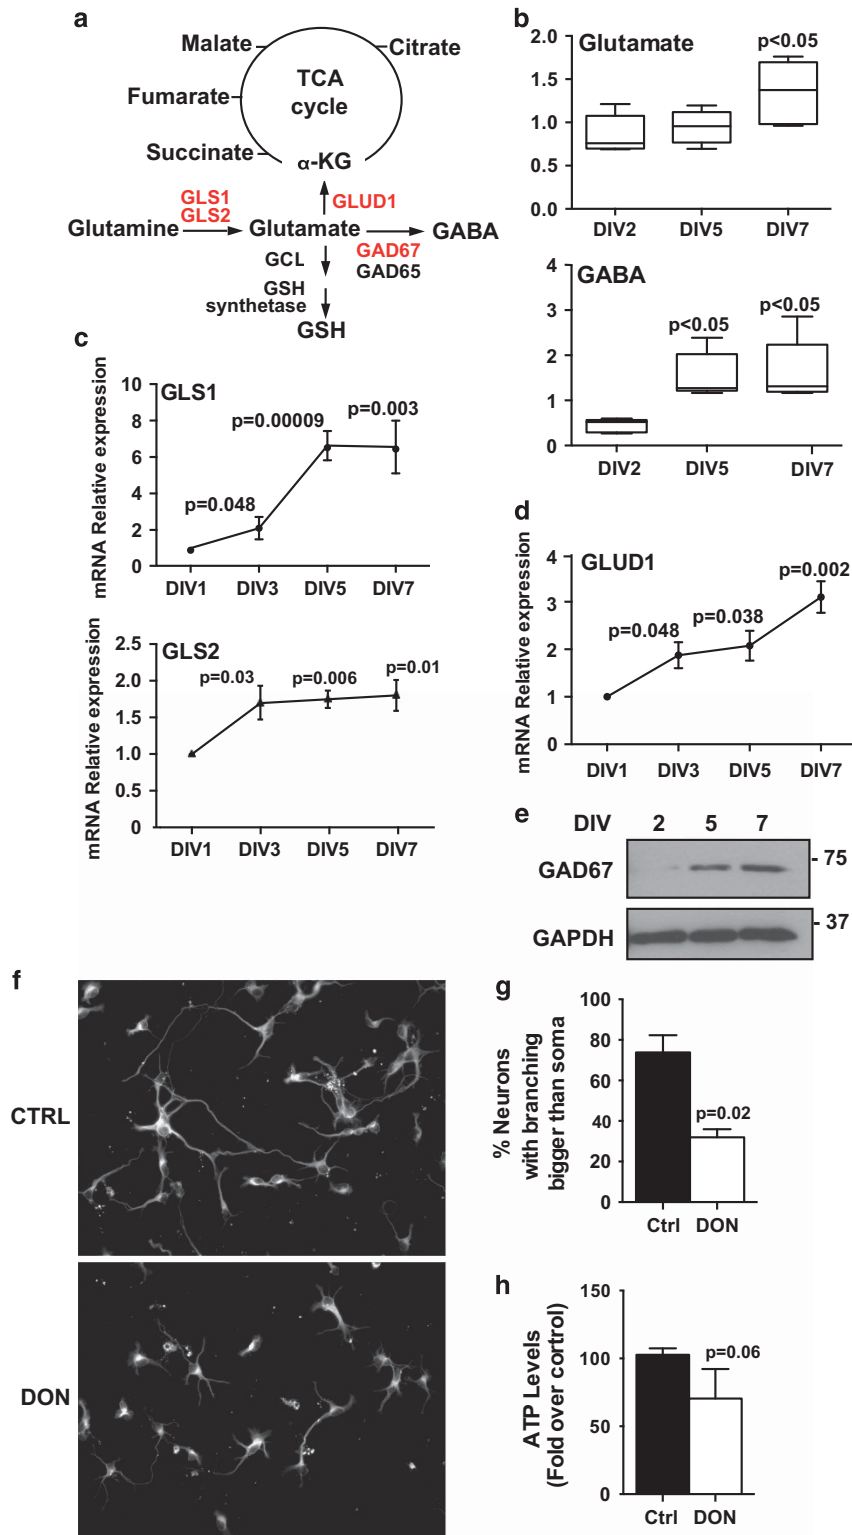 a
Malate
Citrate
TCA
cycle
Fumarate
Succinate
α-KG
GLS1
GLS2
GLUD1
Glutamine
Glutamate
GABA
GCL
GAD67
GAD65
GSH
synthetase
GSH
b
Glutamate
p<0.05
2.0
1.5
1.0
0.5
0.0
DIV2
DIV5
DIV7
GABA
p<0.05
p<0.05
4
3
2
1
0
DIV2
DIV5
DIV7
c
mRNA Relative expression
GLS1
10
8
6
4
2
0
p=0.048
p=0.00009
p=0.003
DIV1
DIV3
DIV5
DIV7
mRNA Relative expression
GLS2
2.5
2.0
1.5
1.0
0.5
0
p=0.03
p=0.006
p=0.01
DIV1
DIV3
DIV5
DIV7
d
mRNA Relative expression
GLUD1
4
3
2
1
0
p=0.048
p=0.038
p=0.002
DIV1
DIV3
DIV5
DIV7
e
DIV 2 5 7
GAD67
- 75
GAPDH
- 37
f
CTRL
DON
g
% Neurons
with branching
bigger than soma
100
80
60
40
20
0
p=0.02
Ctrl
DON
h
ATP Levels
(Fold over cortrol)
150
100
50
0
p=0.06
Ctrl
DON